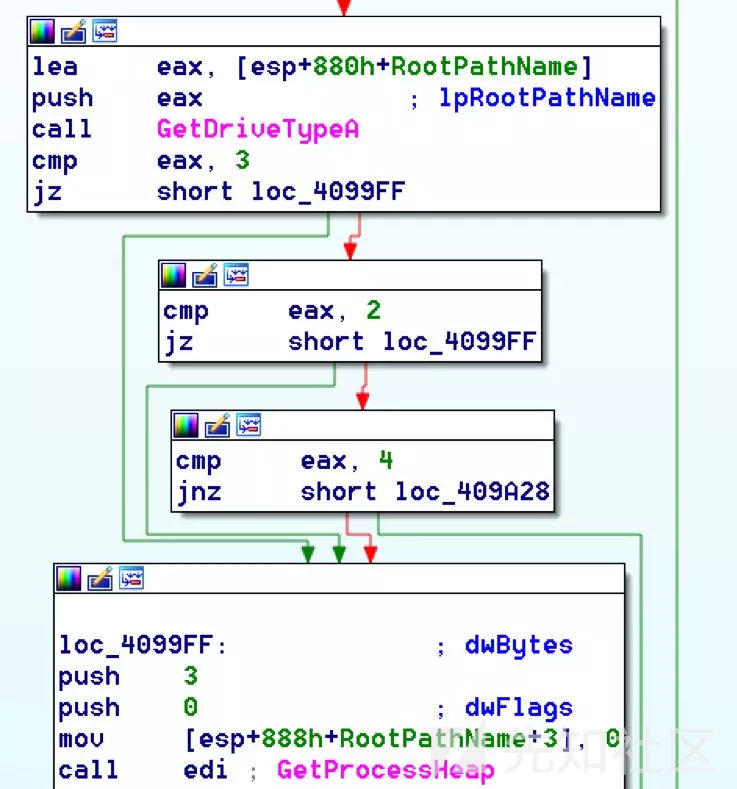 lea eax, [esp+880h+RootPathName]
push eax ; lpRootPathName
call GetDriveTypeA
cmp eax, 3
jz short loc_4099FF
cmp eax, 2
jz short loc_4099FF
cmp eax, 4
jnz short loc_409A28
loc_4099FF: ; dwBytes
push 3
push 0 ; dwFlags
mov [esp+888h+RootPathName+3], 0
call edi ; GetProcessHeap
先知社区